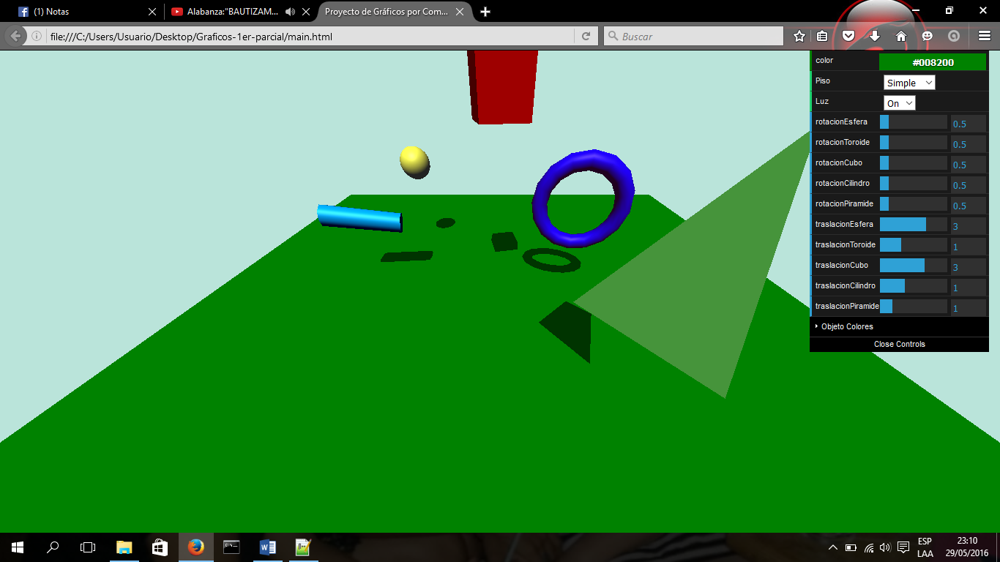 (1) Notas
Alabanza:"BAUTIZAM...
Proyecto de Gráficos por Com...
file:///C:/Users/Usuario/Desktop/Graficos-1er-parcial/main.html
Buscar
color #008200
Piso Simple
Luz On
rotacionEsfera 0.5
rotacionToroide 0.5
rotacionCubo 0.5
rotacionCilindro 0.5
rotacionPiramide 0.5
traslacionEsfera 3
traslacionToroide 1
traslacionCubo 3
traslacionCilindro 1
traslacionPiramide 1
Objeto Colores
Close Controls
ESP
LAA
23:10
29/05/2016